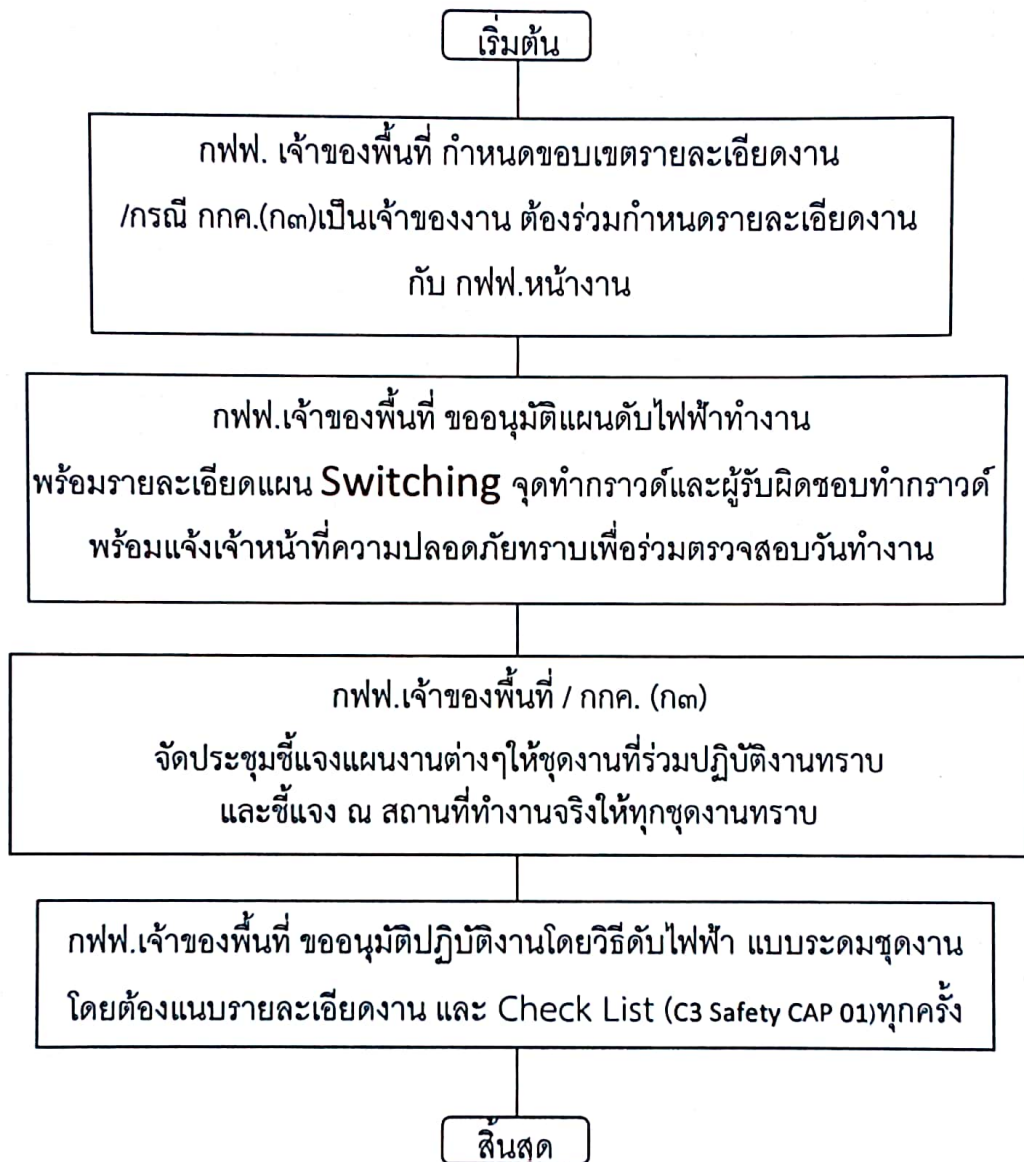 เริ่มต้น
กฟฟ. เจ้าของพื้นที่ กำหนดขอบเขตรายละเอียดงาน
/กรณี กกค.(ก๓)เป็นเจ้าของงาน ต้องร่วมกำหนดรายละเอียดงาน
กับ กฟฟ.หน้างาน
กฟฟ.เจ้าของพื้นที่ ขออนุมัติแผนดับไฟฟ้าทำงาน
พร้อมรายละเอียดแผน Switching จุดทำกราวด์และผู้รับผิดชอบทำกราวด์
พร้อมแจ้งเจ้าหน้าที่ความปลอดภัยทราบเพื่อร่วมตรวจสอบวันทำงาน
กฟฟ.เจ้าของพื้นที่ / กกค. (ก๓)
จัดประชุมชี้แจงแผนงานต่างๆให้ชุดงานที่ร่วมปฏิบัติงานทราบ
และชี้แจง ณ สถานที่ทำงานจริงให้ทุกชุดงานทราบ
กฟฟ.เจ้าของพื้นที่ ขออนุมัติปฏิบัติงานโดยวิธีดับไฟฟ้า แบบระดมชุดงาน
โดยต้องแนบรายละเอียดงาน และ Check List (C3 Safety CAP 01)ทุกครั้ง
สิ้นสุด